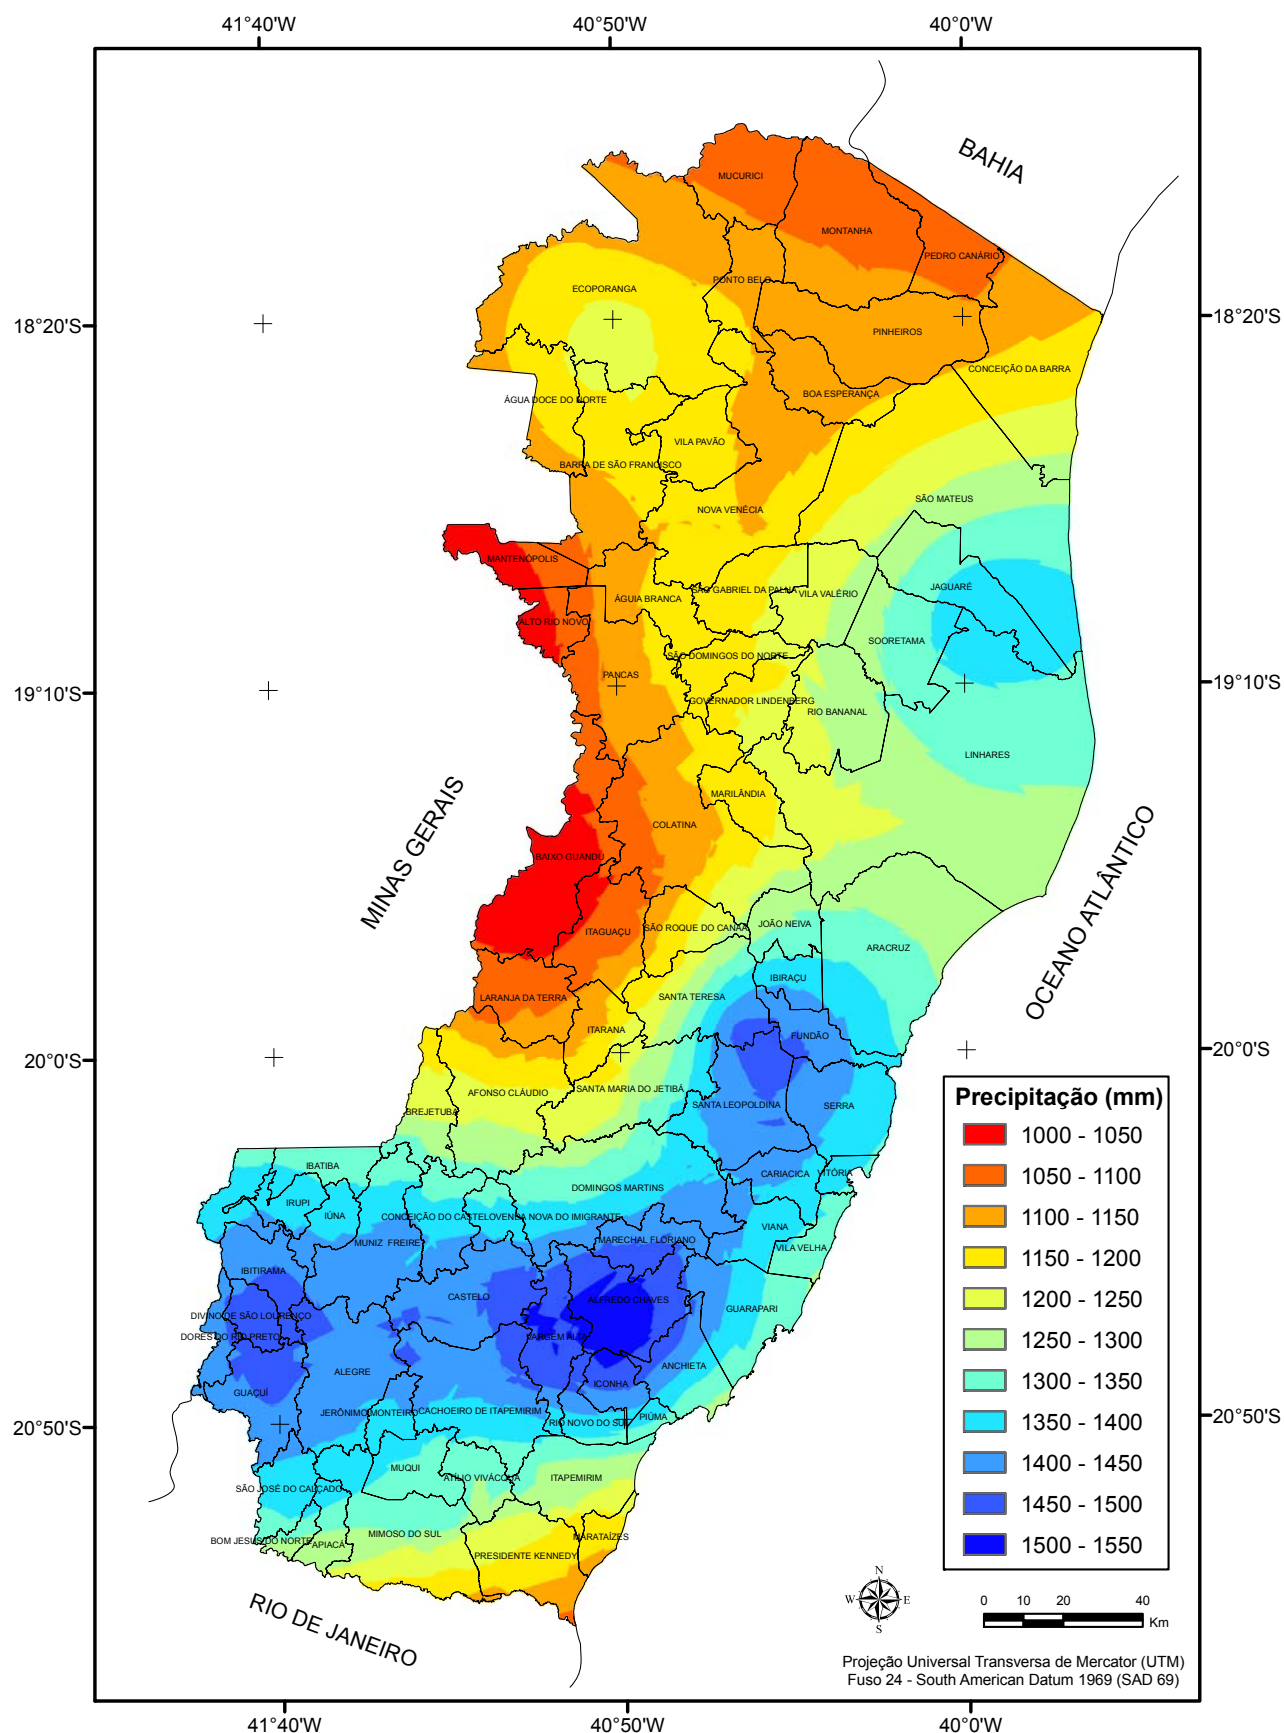 41°40'W 40°50'W 40°0'W
BAHIA
MUCURICI
MONTANHA
PEDRO CANÁRIO
PONTO BELO
ECOPORANGA
18°20'S
18°20'S
PINHEIROS
CONCEIÇÃO DA BARRA
BOA ESPERANÇA
ÁGUA DOCE DO NORTE
VILA PAVÃO
BARRA DE SÃO FRANCISCO
SÃO MATEUS
NOVA VENÉCIA
MANTENÓPOLIS
JAGUARÉ
SÃO GABRIEL DA PALHA
VILA VALÉRIO
ÁGUIA BRANCA
ALTO RIO NOVO
SOORETAMA
SÃO DOMINGOS DO NORTE
PANCAS
19°10'S
19°10'S
GOVERNADOR LINDENBERG
RIO BANANAL
LINHARES
MINAS GERAIS
MARILÂNDIA
COLATINA
BAIXO GUANDU
OCEANO ATLÂNTICO
ITAGUAÇU
SÃO ROQUE DO CANAÃ
JOÃO NEIVA
ARACRUZ
IBIRAÇU
LARANJA DA TERRA
SANTA TERESA
ITARANA
FUNDÃO
20°0'S
20°0'S
AFONSO CLÁUDIO
SANTA MARIA DO JETIBÁ
BREJETUBA
SANTA LEOPOLDINA
SERRA
IBATIBA
CARIACICA
VITÓRIA
DOMINGOS MARTINS
IRUPI
IÚNA
CONCEIÇÃO DO CASTELO
VENDA NOVA DO IMIGRANTE
VIANA
MUNIZ FREIRE
MARECHAL FLORIANO
VILA VELHA
IBITIRAMA
CASTELO
ALFREDO CHAVES
GUARAPARI
DIVINO DE SÃO LOURENÇO
DORES DO RIO PRETO
VARGEM ALTA
ALEGRE
ANCHIETA
GUAÇUÍ
ICONHA
JERÔNIMO MONTEIRO
CACHOEIRO DE ITAPEMIRIM
RIO NOVO DO SUL
PIÚMA
20°50'S
20°50'S
MUQUI
ATÍLIO VIVÁCQUA
ITAPEMIRIM
SÃO JOSÉ DO CALÇADO
BOM JESUS DO NORTE
APIACÁ
MIMOSO DO SUL
MARATAÍZES
PRESIDENTE KENNEDY
RIO DE JANEIRO
Precipitação (mm)
1000 - 1050
1050 - 1100
1100 - 1150
1150 - 1200
1200 - 1250
1250 - 1300
1300 - 1350
1350 - 1400
1400 - 1450
1450 - 1500
1500 - 1550
N
W E
S
0 10 20 40
Km
Projeção Universal Transversa de Mercator (UTM)
Fuso 24 - South American Datum 1969 (SAD 69)
41°40'W 40°50'W 40°0'W